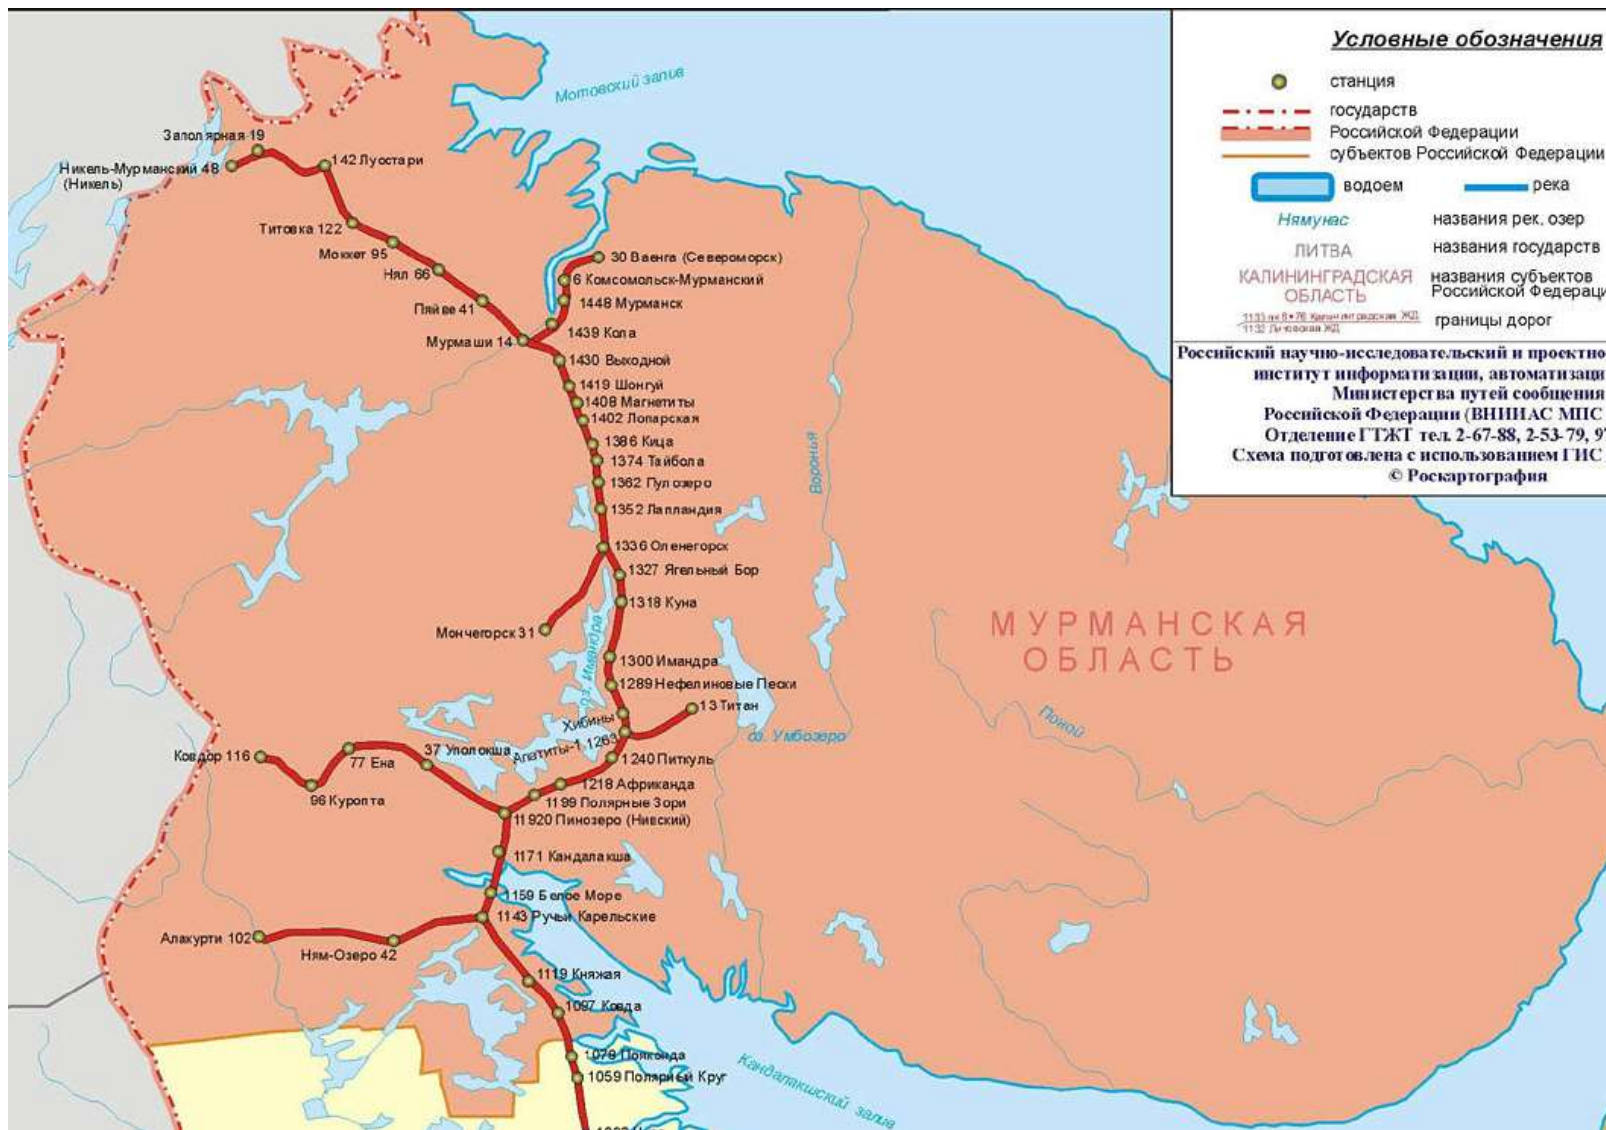 Мотовский залив
Заполярная 19
Никель-Мурманский 48
(Никель)
142 Луостари
Титовка 122
Моккет 95
Нял 66
Пяйве 41
Мурмаши 14
30 Ваенга (Североморск)
6 Комсомольск-Мурманский
1448 Мурманск
1439 Кола
1430 Выходной
1419 Шонгуй
1408 Магнетиты
1402 Лопарская
1386 Кица
1374 Тайбола
1362 Пулозеро
1352 Лапландия
1336 Оленегорск
1327 Ягельный Бор
1318 Куна
Мончегорск 31
оз. Имандра
1300 Имандра
1289 Нефелиновые Пески
13 Титан
Хибины
Апатиты-1 1263
оз. Умбозеро
Воронья
Поной
МУРМАНСКАЯ
ОБЛАСТЬ
Ковдор 116
77 Ена
37 Уполокша
96 Куропта
1240 Питкуль
1218 Африканда
1199 Полярные Зори
11920 Пинозеро (Нивский)
1171 Кандалакша
1159 Белое Море
1143 Ручьи Карельские
Алакурти 102
Ням-Озеро 42
1119 Княжая
1097 Ковда
1078 Пояконда
1059 Полярный Круг
Кандалакшский залив
Условные обозначения
станция
государств
Российской Федерации
субъектов Российской Федерации
водоем
река
Нямунас
названия рек, озер
ЛИТВА
названия государств
КАЛИНИНГРАДСКАЯ
ОБЛАСТЬ
названия субъектов
Российской Федераци
границы дорог
Российский научно-исследовательский и проектно
институт информатизации, автоматизаци
Министерства путей сообщения
Российской Федерации (ВНИИАС МПС
Отделение ГТЖТ тел. 2-67-88, 2-53-79, 9
Схема подготовлена с использованием ГИС
© Роскартография